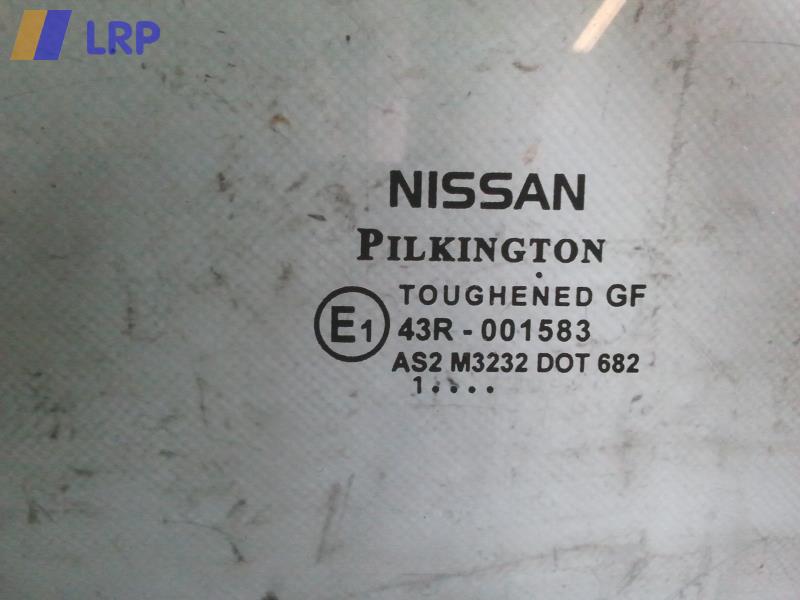 LRP
NISSAN
PILKINGTON
TOUGHENED GF
E1 43R - 001583
AS2 M3232 DOT 682
1....